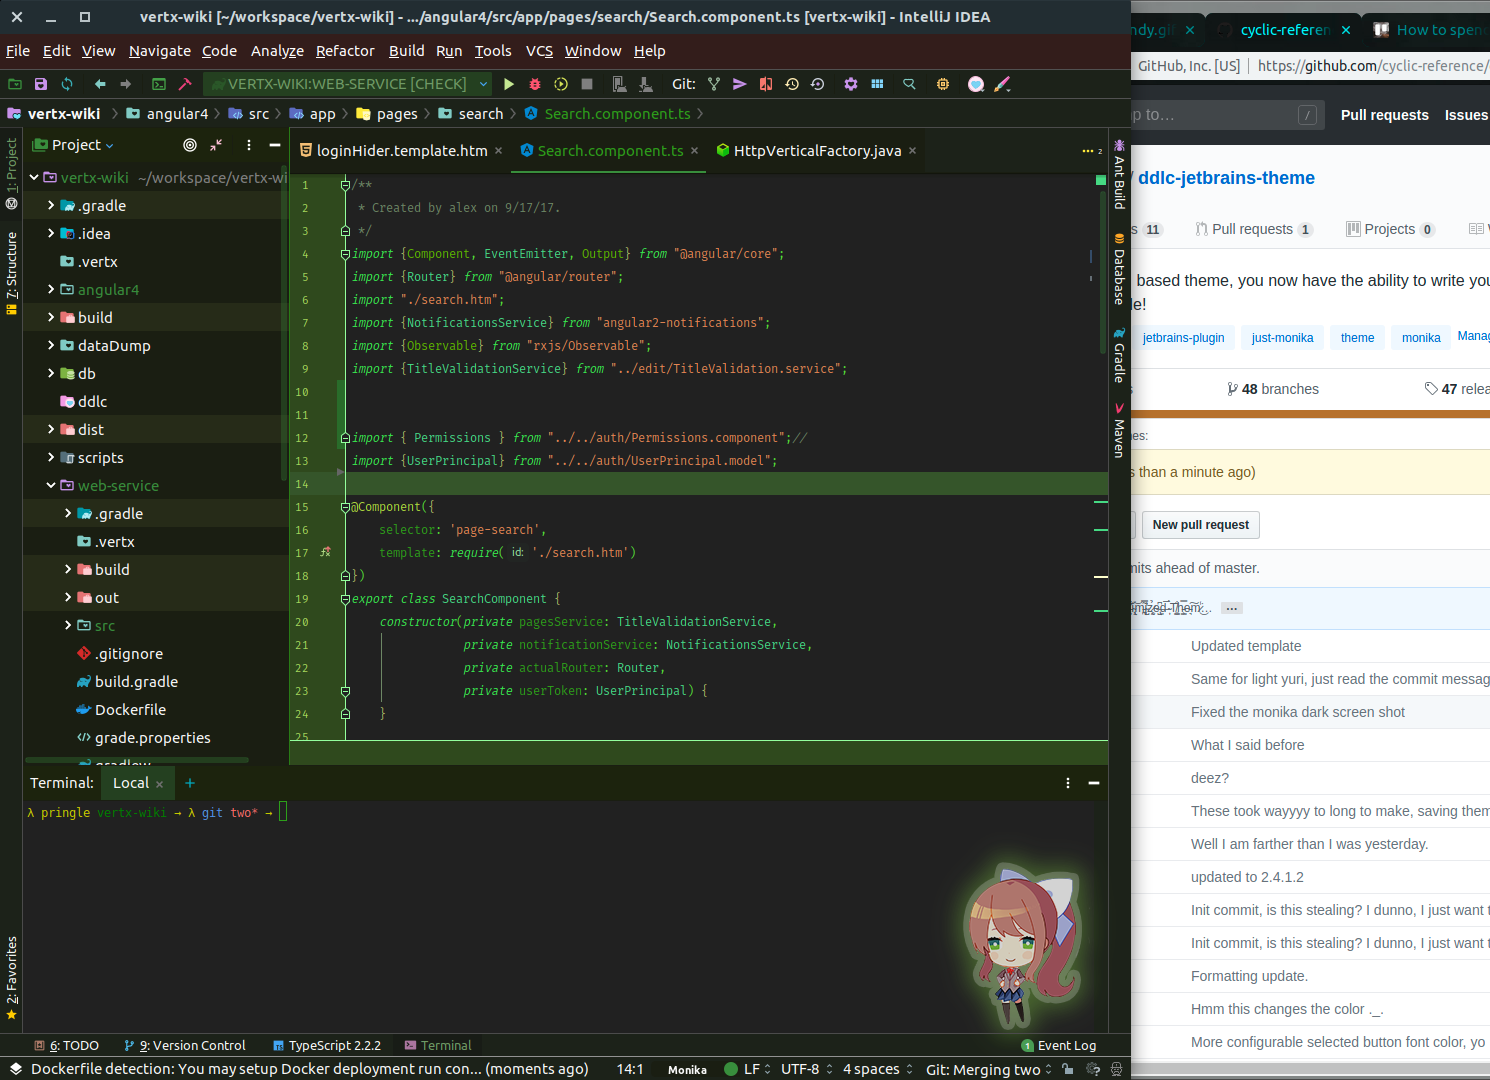 vertx-wiki [~/workspace/vertx-wiki] - .../angular4/src/app/pages/search/Search.component.ts [vertx-wiki] - IntelliJ IDEA
File Edit View Navigate Code Analyze Refactor Build Run Tools VCS Window Help
VERTX-WIKI:WEB-SERVICE [CHECK] Git:
vertx-wiki angular4 src app pages search Search.component.ts
Project
loginHider.template.htm Search.component.ts HttpVerticalFactory.java 2
1: Project
7: Structure
2: Favorites
vertx-wiki ~/workspace/vertx-wi
.gradle
.idea
.vertx
angular4
build
dataDump
db
ddlc
dist
scripts
web-service
.gradle
.vertx
build
out
src
.gitignore
build.gradle
Dockerfile
grade.properties
gradlew
1 /**
2 * Created by alex on 9/17/17.
3 */
4 import {Component, EventEmitter, Output} from "@angular/core";
5 import {Router} from "@angular/router";
6 import "./search.htm";
7 import {NotificationsService} from "angular2-notifications";
8 import {Observable} from "rxjs/Observable";
9 import {TitleValidationService} from "../edit/TitleValidation.service";
10
11
12 import { Permissions } from "../../auth/Permissions.component";//
13 import {UserPrincipal} from "../../auth/UserPrincipal.model";
14
15 @Component({
16 selector: 'page-search',
17 template: require( id: './search.htm')
18 })
19 export class SearchComponent {
20 constructor(private pagesService: TitleValidationService,
21 private notificationService: NotificationsService,
22 private actualRouter: Router,
23 private userToken: UserPrincipal) {
24 }
25
Ant Build
Database
Gradle
Maven
Terminal: Local +
λ pringle vertx-wiki → λ git two* →
6: TODO 9: Version Control TypeScript 2.2.2 Terminal 1 Event Log
Dockerfile detection: You may setup Docker deployment run con... (moments ago) 14:1 Monika LF UTF-8 4 spaces Git: Merging two
ndy.gi cyclic-referen How to spen
GitHub, Inc. [US] https://github.com/cyclic-reference/
p to… / Pull requests Issues
/ ddlc-jetbrains-theme
s 11 Pull requests 1 Projects 0
based theme, you now have the ability to write you
le!
jetbrains-plugin just-monika theme monika Manag
48 branches 47 relea
nes:
s than a minute ago)
New pull request
mits ahead of master.
…
Updated template
Same for light yuri, just read the commit messag
Fixed the monika dark screen shot
What I said before
deez?
These took wayyyy to long to make, saving them
Well I am farther than I was yesterday.
updated to 2.4.1.2
Init commit, is this stealing? I dunno, I just want t
Init commit, is this stealing? I dunno, I just want t
Formatting update.
Hmm this changes the color ._.
More configurable selected button font color, yo